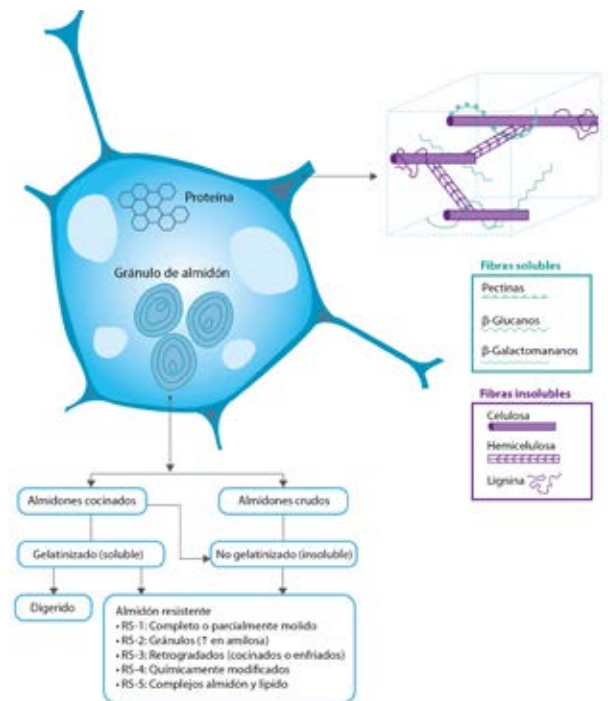 Proteína
Gránulo de almidón
Fibras solubles
Pectinas
β-Glucanos
β-Galactomananos
Fibras insolubles
Celulosa
Hemicelulosa
Lignina
Almidones cocinados
Almidones crudos
Gelatinizado (soluble)
No gelatinizado (insoluble)
Digerido
Almidón resistente
• RS-1: Completo o parcialmente molido
• RS-2: Gránulos (↑ en amilosa)
• RS-3: Retrogradados (cocinados o enfriados)
• RS-4: Químicamente modificados
• RS-5: Complejos almidón y lípido